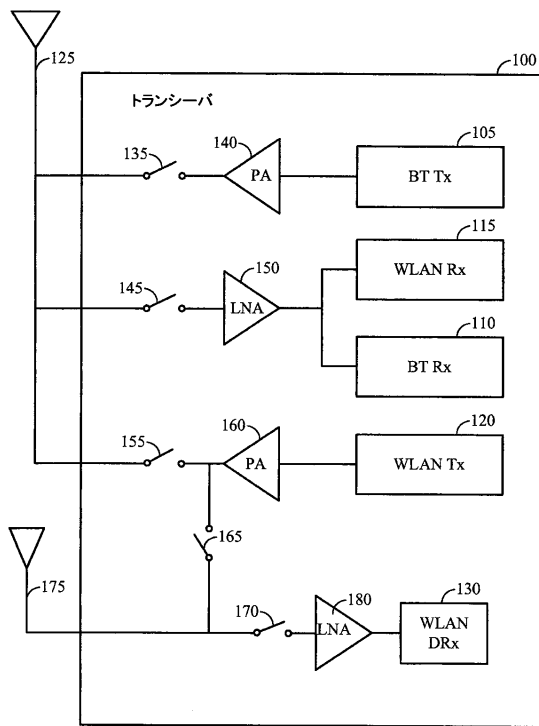 125
100
トランシーバ
135
140
PA
105
BT Tx
115
WLAN Rx
145
150
LNA
110
BT Rx
155
160
PA
120
WLAN Tx
165
175
170
180
LNA
130
WLAN
DRx